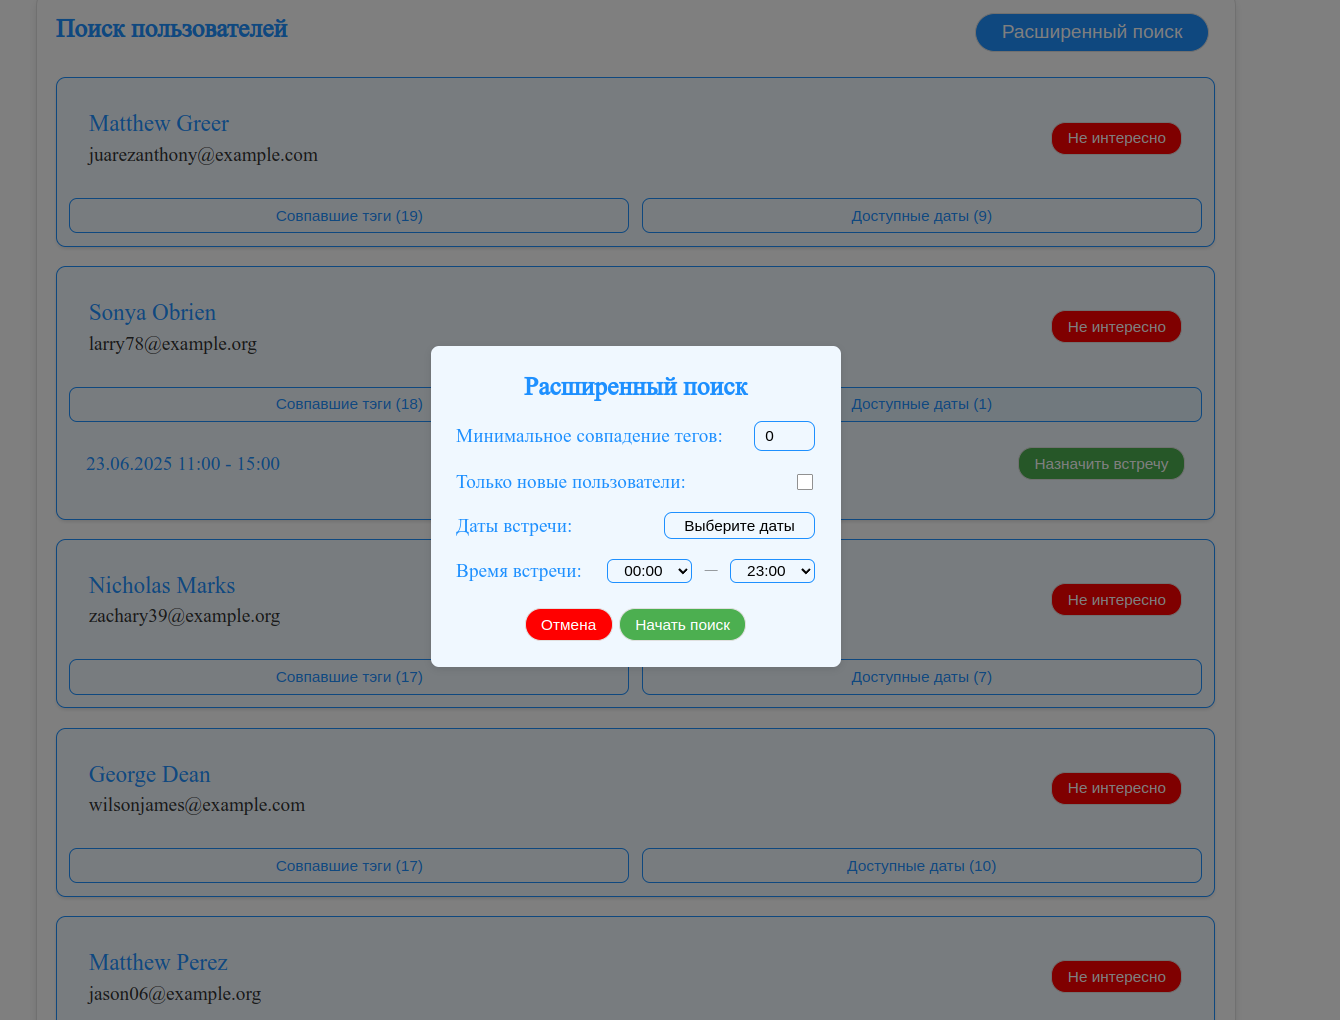 Поиск пользователей
Расширенный поиск
Matthew Greer
juarezanthony@example.com
Не интересно
Совпавшие тэги (19)
Доступные даты (9)
Sonya Obrien
larry78@example.org
Не интересно
Совпавшие тэги (18)
Доступные даты (1)
23.06.2025 11:00 - 15:00
Назначить встречу
Расширенный поиск
Минимальное совпадение тегов:
0
Только новые пользователи:
Даты встречи:
Выберите даты
Время встречи:
00:00 — 23:00
Отмена
Начать поиск
Nicholas Marks
zachary39@example.org
Не интересно
Совпавшие тэги (17)
Доступные даты (7)
George Dean
wilsonjames@example.com
Не интересно
Совпавшие тэги (17)
Доступные даты (10)
Matthew Perez
jason06@example.org
Не интересно